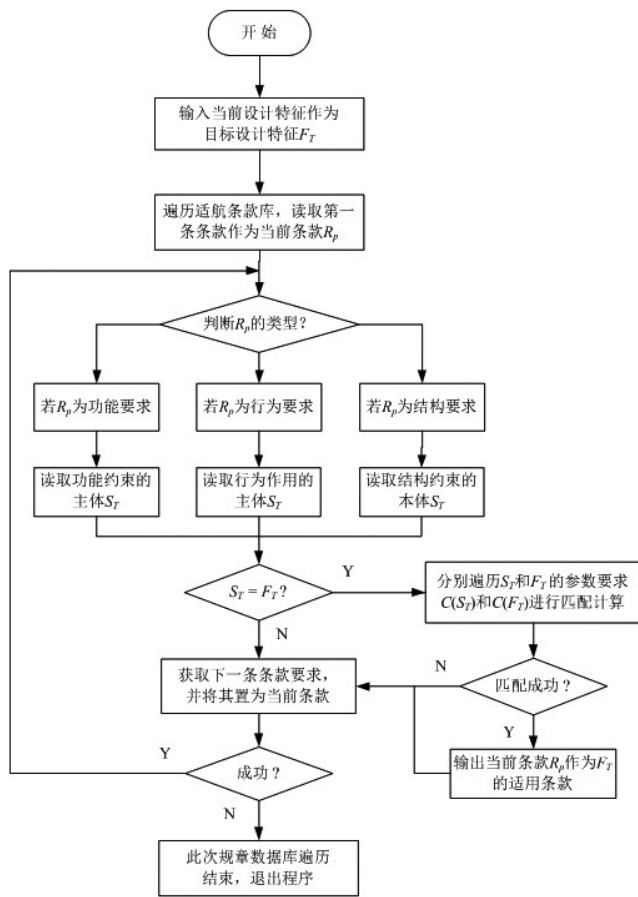 开 始
输入当前设计特征作为
目标设计特征F_T
遍历适航条款库，读取第一
条条款作为当前条款R_p
判断R_p的类型？
若R_p为功能要求
若R_p为行为要求
若R_p为结构要求
读取功能约束的
主体S_T
读取行为作用的
主体S_T
读取结构约束的
本体S_T
S_T = F_T？
Y
分别遍历S_T和F_T的参数要求
C(S_T)和C(F_T)进行匹配计算
N
获取下一条条款要求，
并将其置为当前条款
N
匹配成功？
Y
输出当前条款R_p作为F_T
的适用条款
Y
成功？
N
此次规章数据库遍历
结束，退出程序